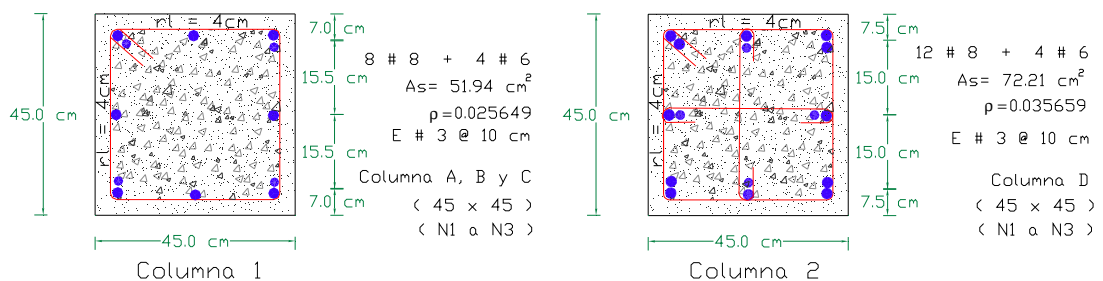 rl = 4cm
rl = 4cm
45.0 cm
7.0 cm
15.5 cm
15.5 cm
7.0 cm
45.0 cm
8 # 8 + 4 # 6
As= 51.94 cm²
ρ=0.025649
E # 3 @ 10 cm
Columna A, B y C
( 45 x 45 )
( N1 a N3 )
Columna 1
rl = 4cm
rl = 4cm
45.0 cm
7.5 cm
15.0 cm
15.0 cm
7.5 cm
45.0 cm
12 # 8 + 4 # 6
As= 72.21 cm²
ρ=0.035659
E # 3 @ 10 cm
Columna D
( 45 x 45 )
( N1 a N3 )
Columna 2